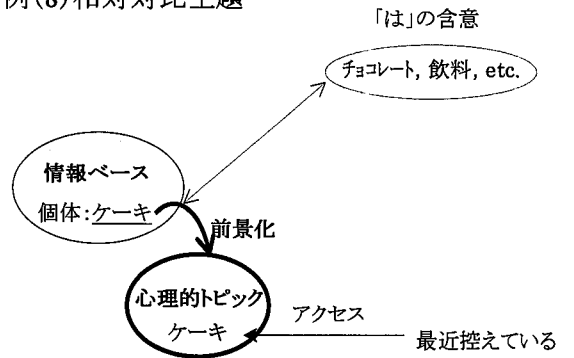 例(8)相対対比主題
「は」の含意
チョコレート, 飲料, etc.
情報ベース
個体:ケーキ
前景化
心理的トピック
ケーキ
アクセス
最近控えている